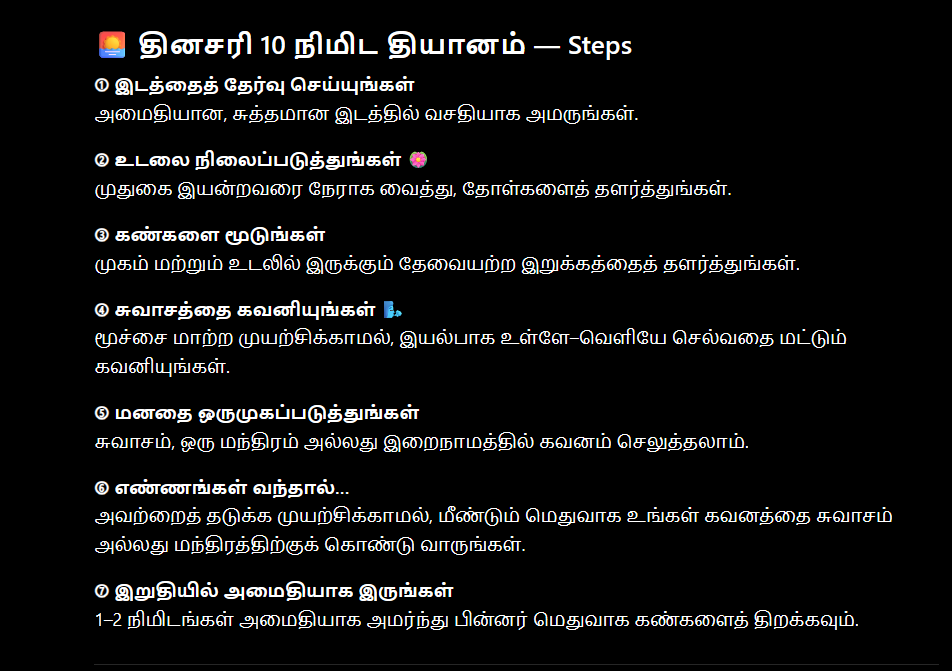 🌅 தினசரி 10 நிமிட தியானம் — Steps
① இடத்தைத் தேர்வு செய்யுங்கள்
அமைதியான, சுத்தமான இடத்தில் வசதியாக அமருங்கள்.
② உடலை நிலைப்படுத்துங்கள் 🪷
முதுகை இயன்றவரை நேராக வைத்து, தோள்களைத் தளர்த்துங்கள்.
③ கண்களை மூடுங்கள்
முகம் மற்றும் உடலில் இருக்கும் தேவையற்ற இறுக்கத்தைத் தளர்த்துங்கள்.
④ சுவாசத்தை கவனியுங்கள் 🌬️
மூச்சை மாற்ற முயற்சிக்காமல், இயல்பாக உள்ளே–வெளியே செல்வதை மட்டும்
கவனியுங்கள்.
⑤ மனதை ஒருமுகப்படுத்துங்கள்
சுவாசம், ஒரு மந்திரம் அல்லது இறைநாமத்தில் கவனம் செலுத்தலாம்.
⑥ எண்ணங்கள் வந்தால்...
அவற்றைத் தடுக்க முயற்சிக்காமல், மீண்டும் மெதுவாக உங்கள் கவனத்தை சுவாசம்
அல்லது மந்திரத்திற்குக் கொண்டு வாருங்கள்.
⑦ இறுதியில் அமைதியாக இருங்கள்
1–2 நிமிடங்கள் அமைதியாக அமர்ந்து பின்னர் மெதுவாக கண்களைத் திறக்கவும்.